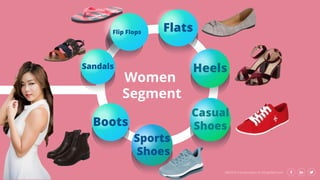 Flip Flops
Flats
Sandals
Heels
Women
Segment
Casual
Shoes
Boots
Sports
Shoes